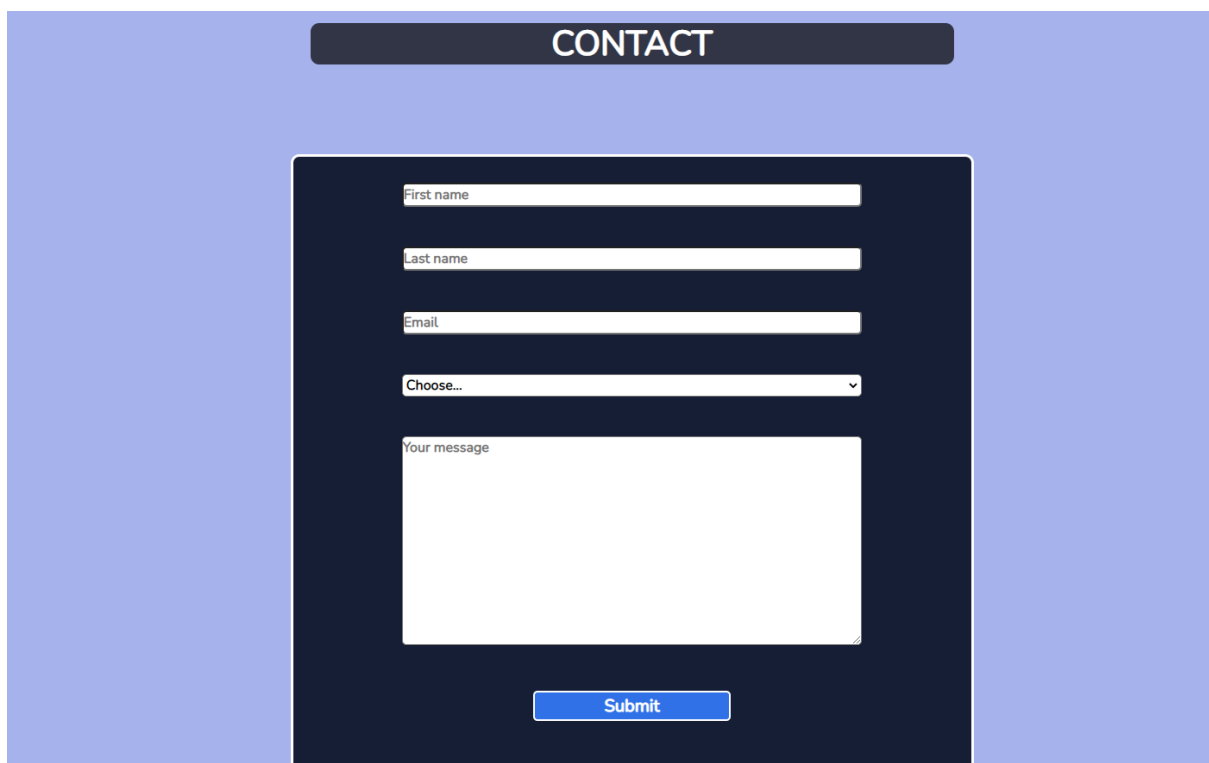 CONTACT
First name
Last name
Email
Choose...
Your message
Submit